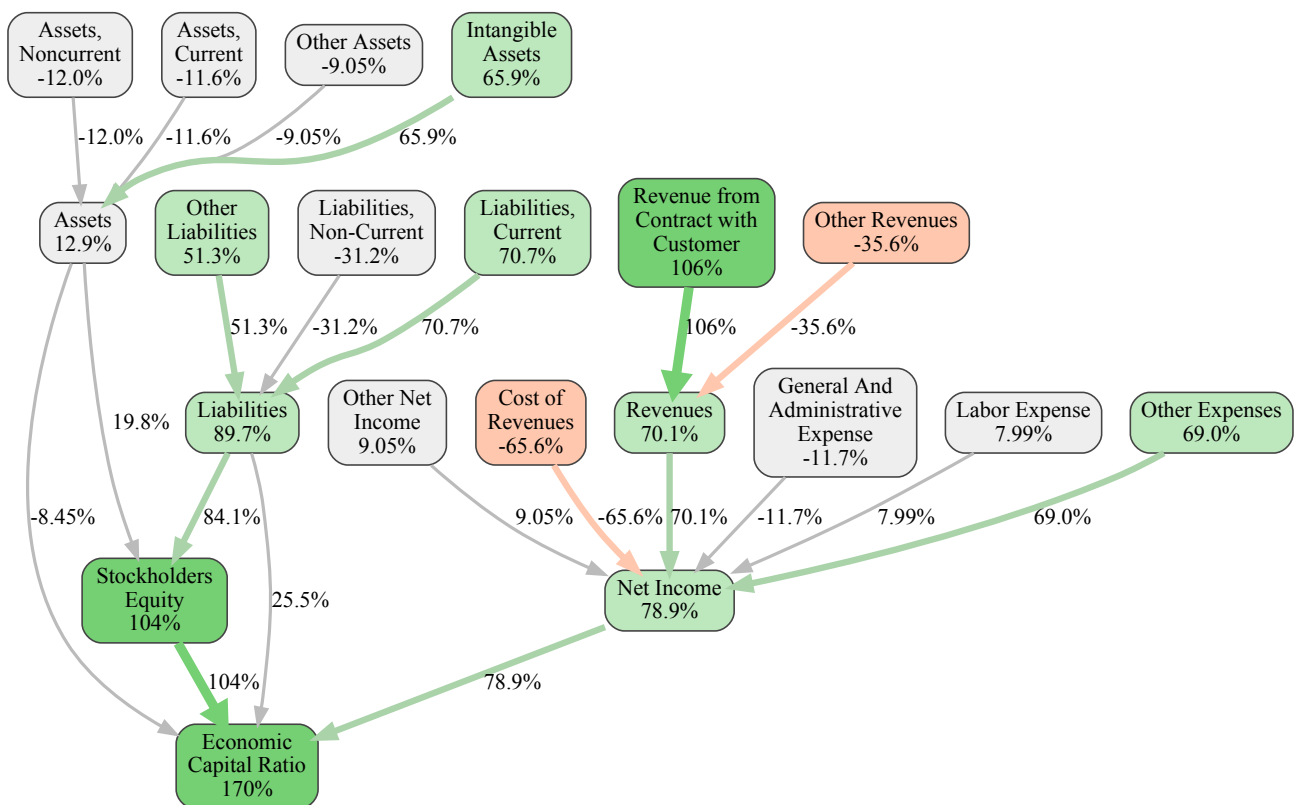 Assets,
Noncurrent
-12.0%
Assets,
Current
-11.6%
Other Assets
-9.05%
Intangible
Assets
65.9%
-12.0%
-11.6%
-9.05%
65.9%
Assets
12.9%
Other
Liabilities
51.3%
Liabilities,
Non-Current
-31.2%
Liabilities,
Current
70.7%
Revenue from
Contract with
Customer
106%
Other Revenues
-35.6%
51.3%
-31.2%
70.7%
106%
-35.6%
19.8%
Liabilities
89.7%
Other Net
Income
9.05%
Cost of
Revenues
-65.6%
Revenues
70.1%
General And
Administrative
Expense
-11.7%
Labor Expense
7.99%
Other Expenses
69.0%
-8.45%
84.1%
9.05%
-65.6%
70.1%
-11.7%
7.99%
69.0%
Stockholders
Equity
104%
25.5%
Net Income
78.9%
104%
78.9%
Economic
Capital Ratio
170%